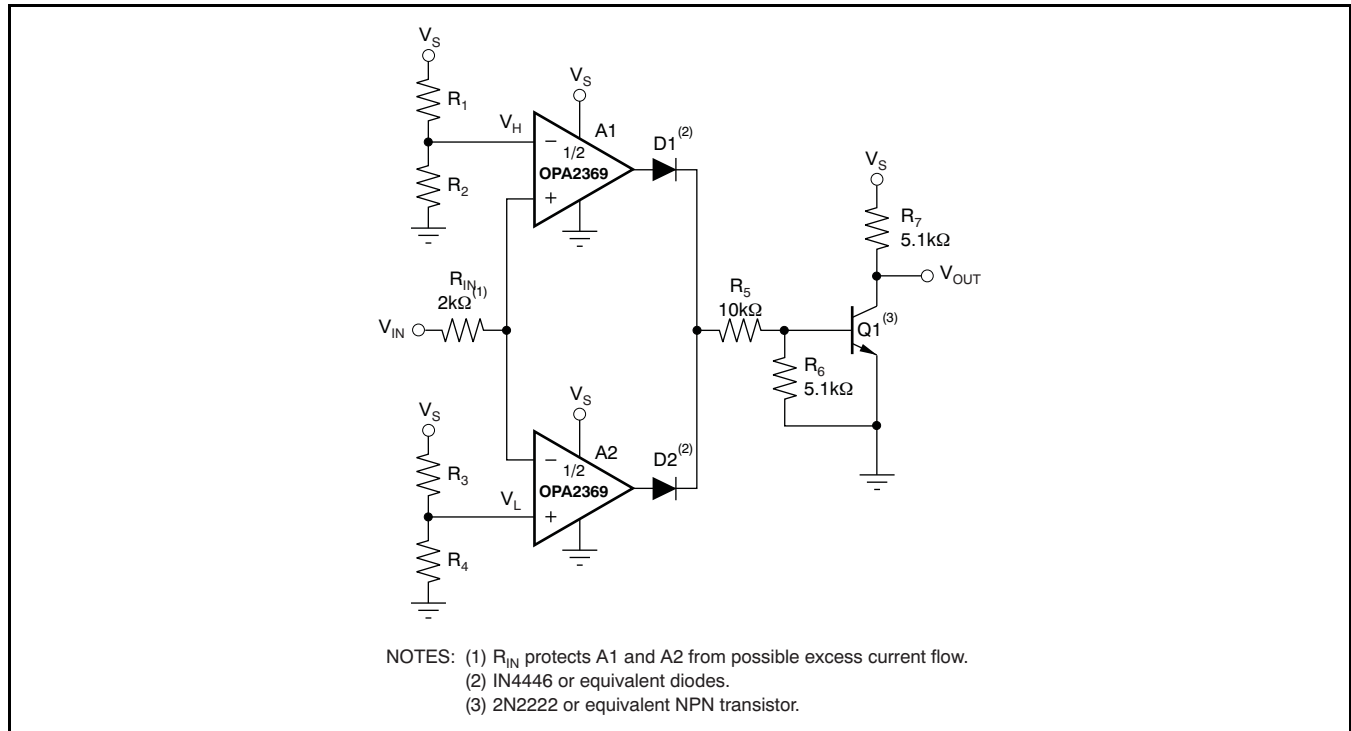 V_S
R_1
V_H
R_2
V_S
A1
−
1/2
OPA2369
+
D1(2)
V_S
R_7
5.1kΩ
V_OUT
R_IN
2kΩ(1)
V_IN
R_5
10kΩ
Q1(3)
R_6
5.1kΩ
V_S
R_3
V_L
R_4
V_S
A2
−
1/2
OPA2369
+
D2(2)
NOTES: (1) R_IN protects A1 and A2 from possible excess current flow.
(2) IN4446 or equivalent diodes.
(3) 2N2222 or equivalent NPN transistor.